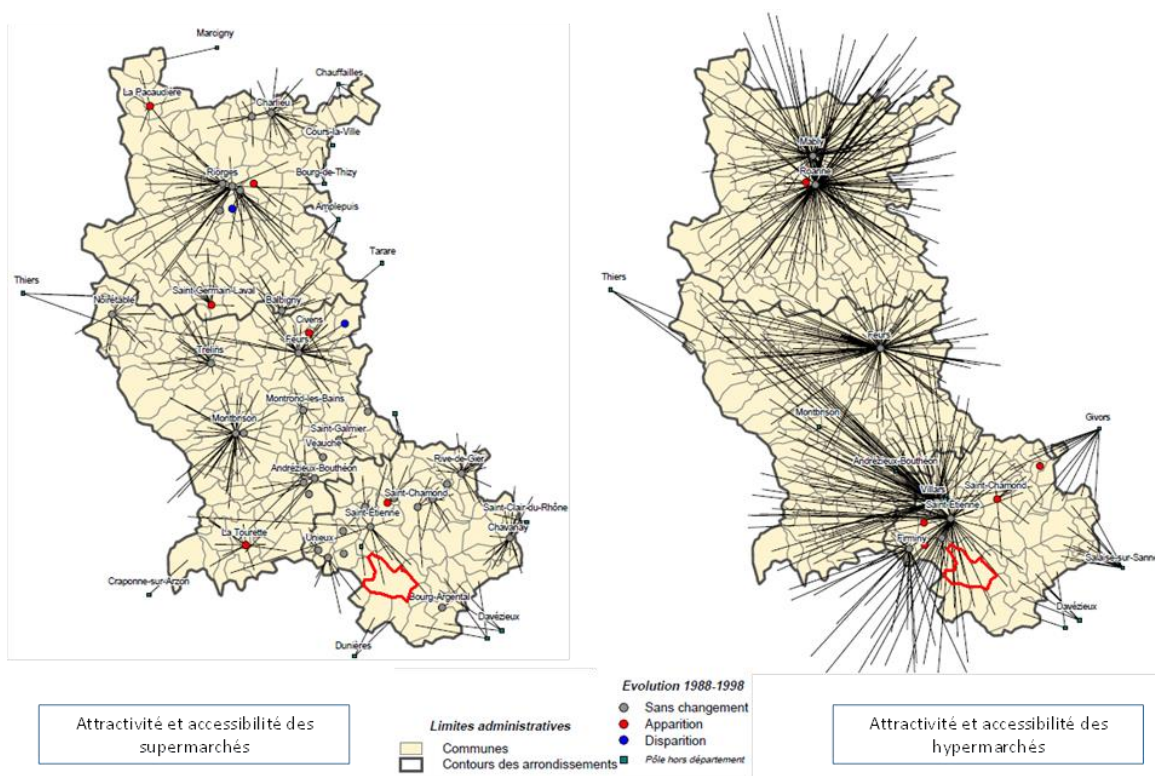 Marcigny
Chauffailles
La Pacaudière
Charlieu
Cours-la-Ville
Riorges
Bourg-de-Thizy
Amplepuis
Tarare
Thiers
Noirétable
Saint-Germain-Laval
Balbigny
Civens
Feurs
Trelins
Montrond-les-Bains
Montbrison
Saint-Galmier
Veauche
Andrézieux-Bouthéon
Rive-de-Gier
Saint-Chamond
Saint-Etienne
Saint-Clair-du-Rhône
Chavanay
La Tourette
Unieux
Craponne-sur-Arzon
Bourg-Argental
Davézieux
Dunières
Mably
Roanne
Thiers
Feurs
Montbrison
Givors
Andrézieux-Bouthéon
Villars
Saint-Chamond
Saint-Etienne
Firminy
Salaise-sur-Sanne
Davézieux
Attractivité et accessibilité des
supermarchés
Limites administratives
Communes
Contours des arrondissements
Evolution 1988-1998
Sans changement
Apparition
Disparition
Pôle hors département
Attractivité et accessibilité des
hypermarchés